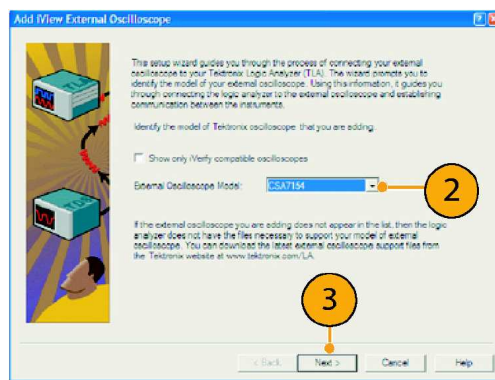 Add iView External Oscilloscope
This setup wizard guides you through the process of connecting your external
oscilloscope to your Tektronix Logic Analyzer (TLA). The wizard prompts you to
identify the model of your external oscilloscope. Using this information, it guides you
through connecting the logic analyzer to the external oscilloscope and establishing
communication between the instruments.
Identify the model of Tektronix oscilloscope that you are adding:
Show only iVerify compatible oscilloscopes
External Oscilloscope Model:
CSA7154
2
If the external oscilloscope you are adding does not appear in the list, then the logic
analyzer does not have the files necessary to support your model of external
oscilloscope. You can download the latest external oscilloscope support files from
the Tektronix website at www.tektronix.com/LA.
3
< Back
Next >
Cancel
Help
TLA
TDS